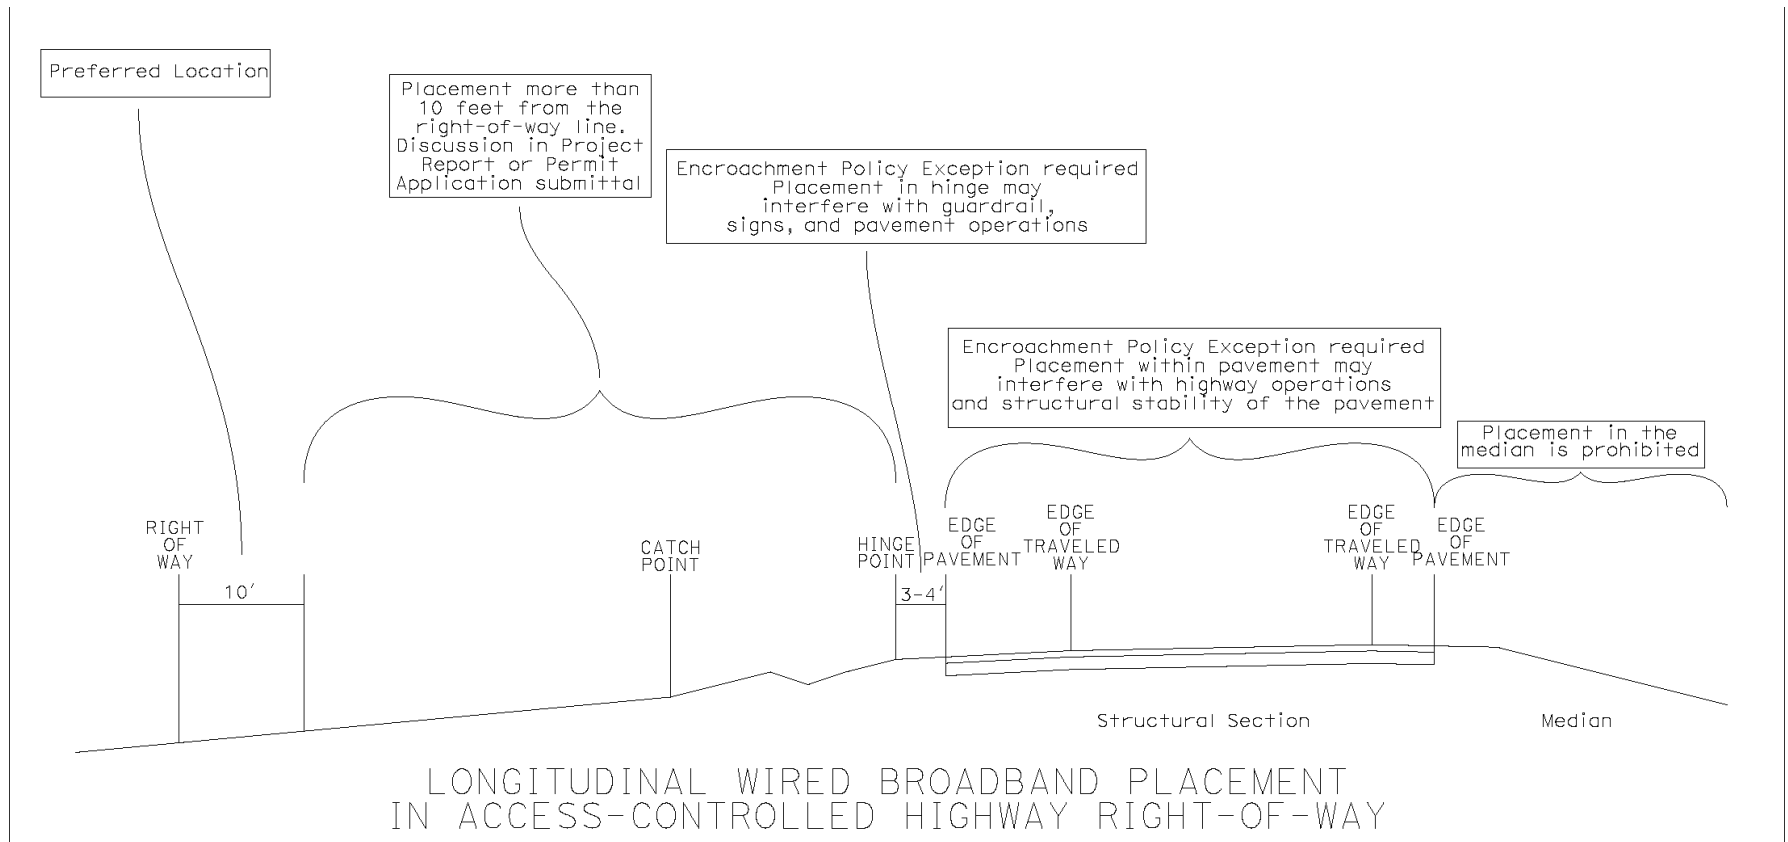 Preferred Location
Placement more than
10 feet from the
right-of-way line.
Discussion in Project
Report or Permit
Application submittal
Encroachment Policy Exception required
Placement in hinge may
interfere with guardrail,
signs, and pavement operations
Encroachment Policy Exception required
Placement within pavement may
interfere with highway operations
and structural stability of the pavement
Placement in the
median is prohibited
RIGHT
OF
WAY
10'
CATCH
POINT
HINGE
POINT
3-4'
EDGE
OF
PAVEMENT
EDGE
OF
TRAVELED
WAY
EDGE
OF
TRAVELED
WAY
EDGE
OF
PAVEMENT
Structural Section
Median
LONGITUDINAL WIRED BROADBAND PLACEMENT
IN ACCESS-CONTROLLED HIGHWAY RIGHT-OF-WAY